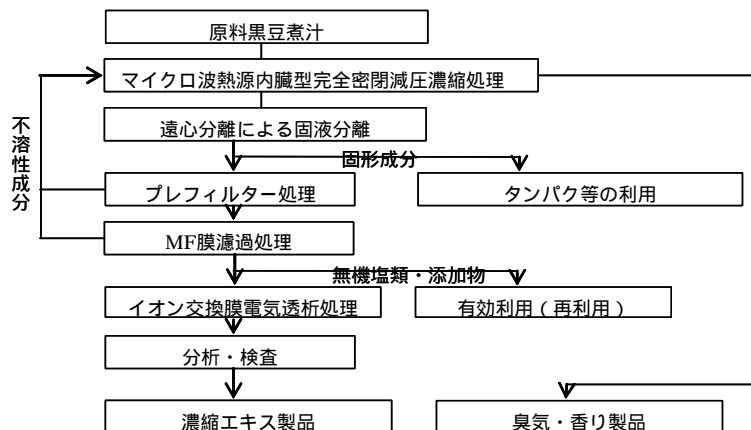 原料黒豆煮汁
マイクロ波熱源内臓型完全密閉減圧濃縮処理
遠心分離による固液分離
不溶性成分
固形成分
プレフィルター処理
タンパク等の利用
MF膜濾過処理
無機塩類・添加物
イオン交換膜電気透析処理
有効利用（再利用）
分析・検査
濃縮エキス製品
臭気・香り製品